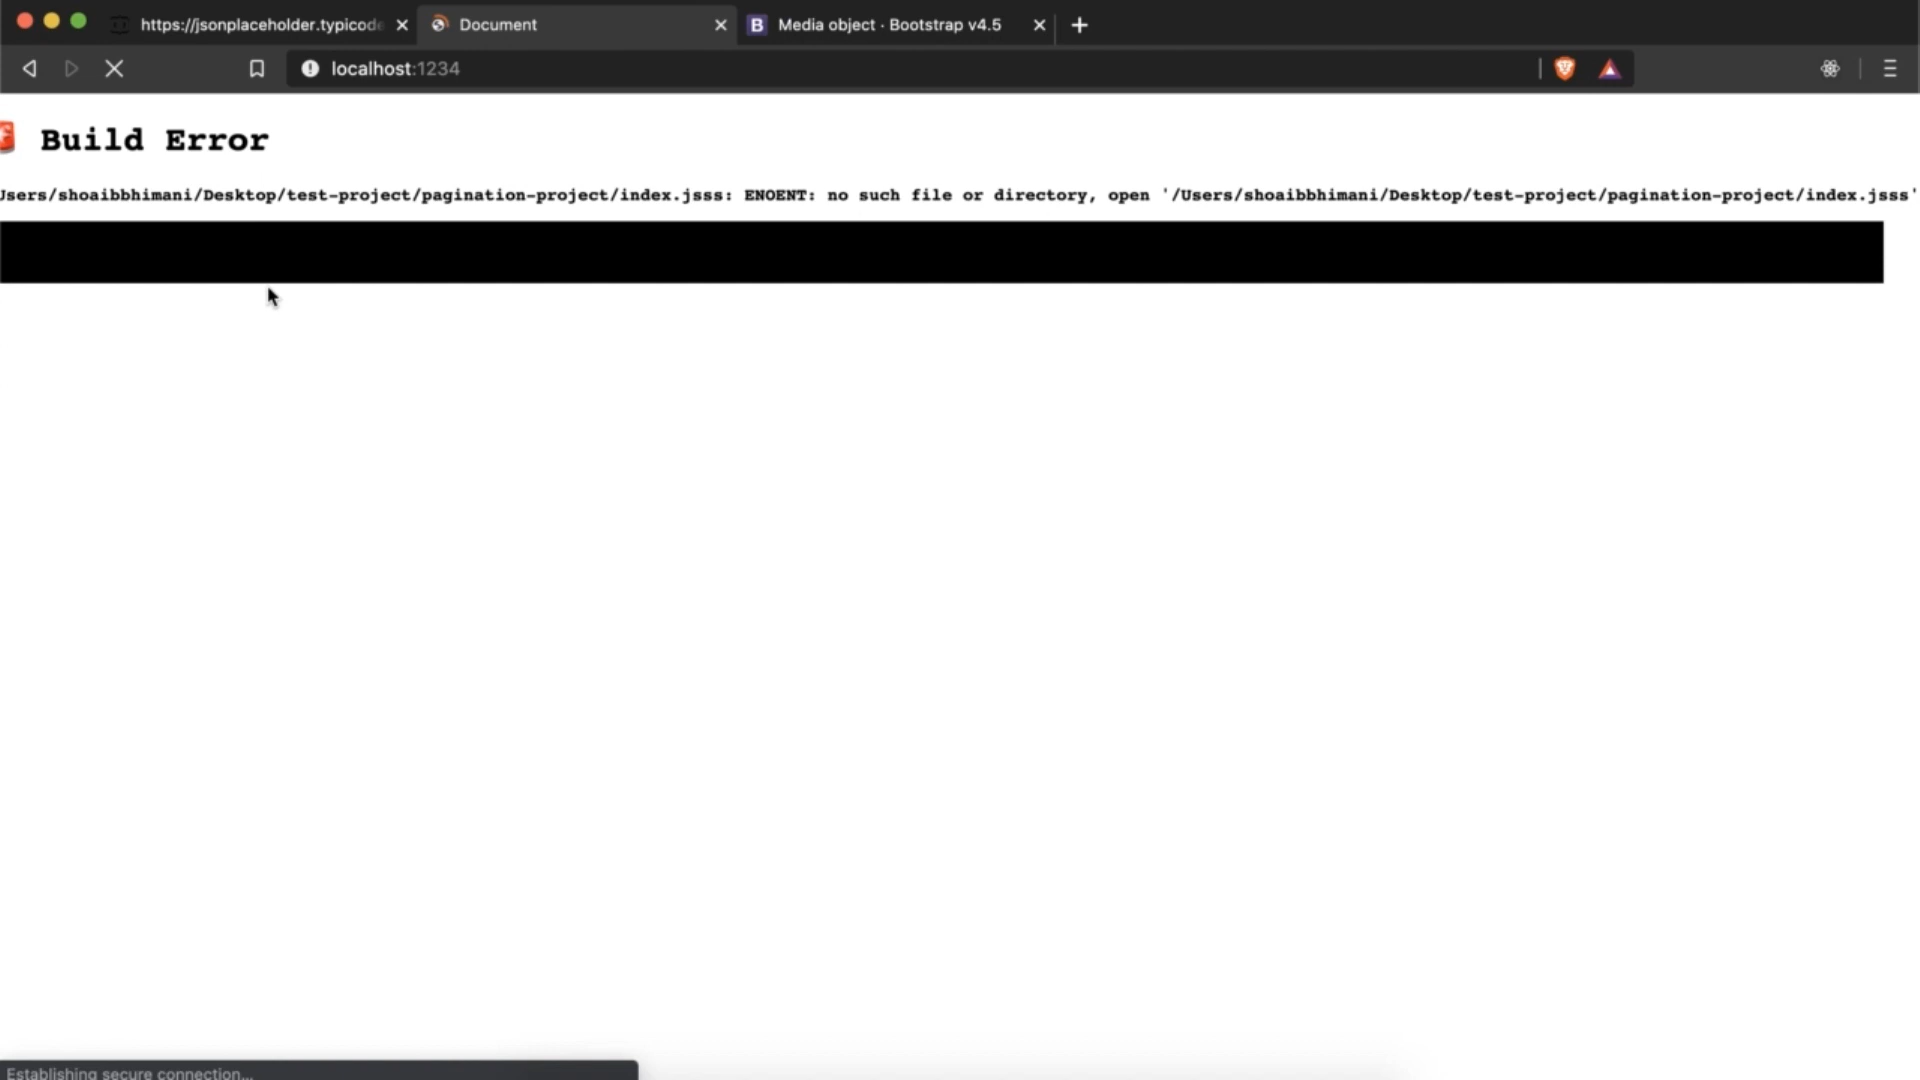 https://jsonplaceholder.typicode
Document
B Media object · Bootstrap v4.5
localhost:1234
Build Error
Users/shoaibbhimani/Desktop/test-project/pagination-project/index.jsss: ENOENT: no such file or directory, open '/Users/shoaibbhimani/Desktop/test-project/pagination-project/index.jsss'
Establishing secure connection...